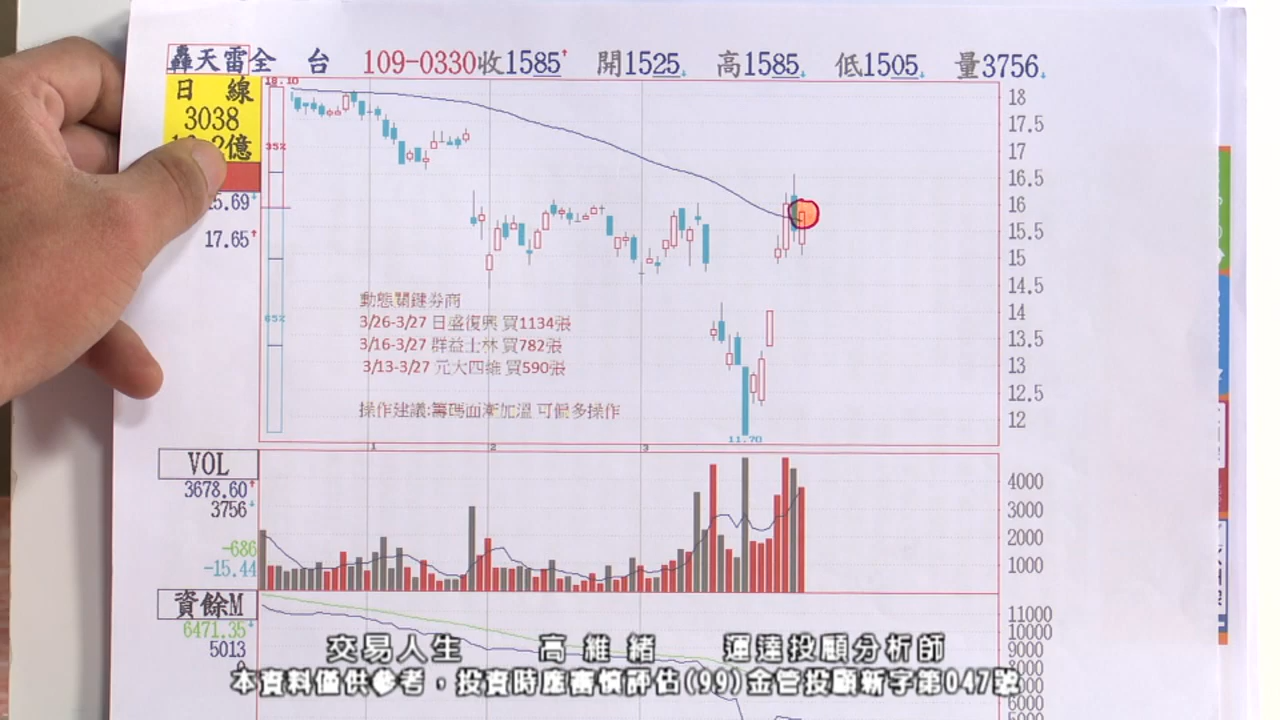 轟天雷全 台 109-0330收1585↑ 開1525↓ 高1585↓ 低1505↓ 量3756↓
日 線
3038
億
5.69↓
17.65↑
18.10
35%
65%
18
17.5
17
16.5
16
15.5
15
14.5
14
13.5
13
12.5
12
動態關鍵券商
3/26-3/27 日盛復興 買1134張
3/16-3/27 群益士林 買782張
3/13-3/27 元大四維 買590張
操作建議:籌碼面漸加溫 可偏多操作
11.70
1 2 3
VOL
3678.60↑
3756↓
-686
-15.44
4000
3000
2000
1000
資餘M
6471.35↓
5013
11000
10000
9000
8000
6000
交易人生 高維緒 運達投顧分析師
本資料僅供參考，投資時應審慎評估(99)金管投顧新字第047號